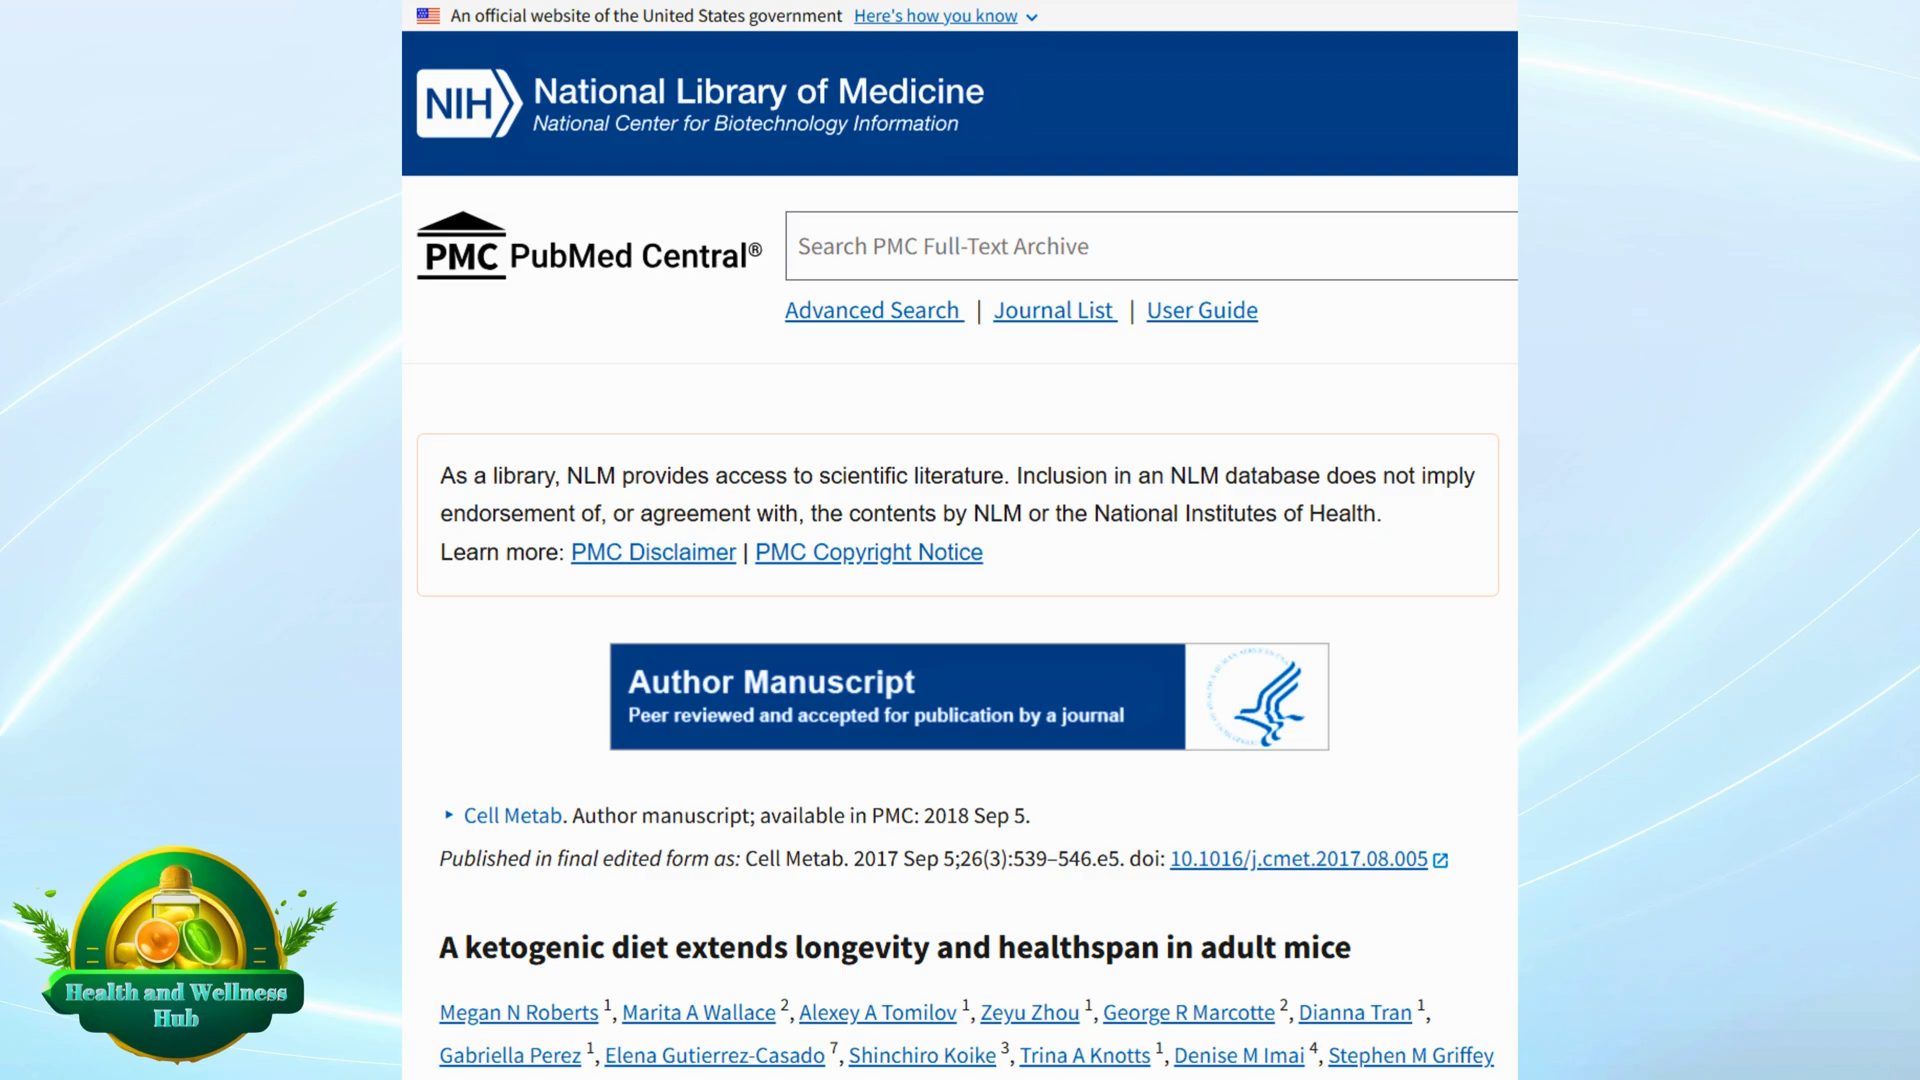 An official website of the United States government Here's how you know
NIH National Library of Medicine
National Center for Biotechnology Information
PMC PubMed Central®
Search PMC Full-Text Archive
Advanced Search | Journal List | User Guide
As a library, NLM provides access to scientific literature. Inclusion in an NLM database does not imply
endorsement of, or agreement with, the contents by NLM or the National Institutes of Health.
Learn more: PMC Disclaimer | PMC Copyright Notice
Author Manuscript
Peer reviewed and accepted for publication by a journal
Cell Metab. Author manuscript; available in PMC: 2018 Sep 5.
Published in final edited form as: Cell Metab. 2017 Sep 5;26(3):539–546.e5. doi: 10.1016/j.cmet.2017.08.005
A ketogenic diet extends longevity and healthspan in adult mice
Megan N Roberts 1, Marita A Wallace 2, Alexey A Tomilov 1, Zeyu Zhou 1, George R Marcotte 2, Dianna Tran 1,
Gabriella Perez 1, Elena Gutierrez-Casado 7, Shinchiro Koike 3, Trina A Knotts 1, Denise M Imai 4, Stephen M Griffey
Health and Wellness
Hub